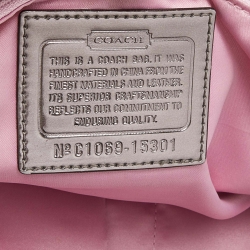 COACH
THIS IS A COACH BAG. IT WAS
HANDCRAFTED IN CHINA FROM THE
FINEST MATERIALS AND LEATHER.
ITS SUPERIOR CRAFTSMANSHIP
REFLECTS OUR COMMITMENT TO
ENDURING QUALITY.
Nº C1069-15301